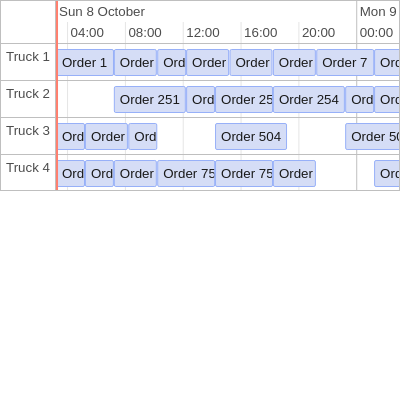 Sun 8 October Mon 9
04:00 08:00 12:00 16:00 20:00 00:00
Truck 1 Order 1 Order Ord Order Order Order Order 7 Ord
Truck 2 Order 251 Ord Order 25 Order 254 Ord Ord
Truck 3 Ord Order Ord Order 504 Order 50
Truck 4 Ord Ord Order Order 75 Order 75 Order Ord